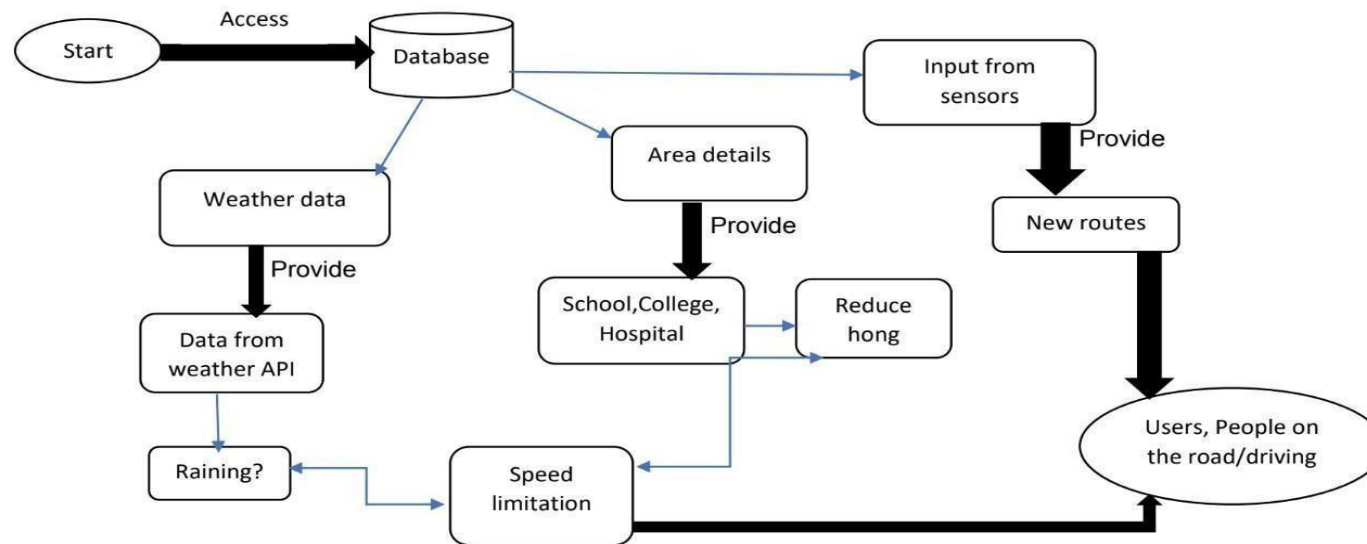 Access
Start
Database
Input from
sensors
Provide
Area details
Weather data
Provide
New routes
Provide
School,College,
Hospital
Reduce
hong
Data from
weather API
Users, People on
the road/driving
Raining?
Speed
limitation